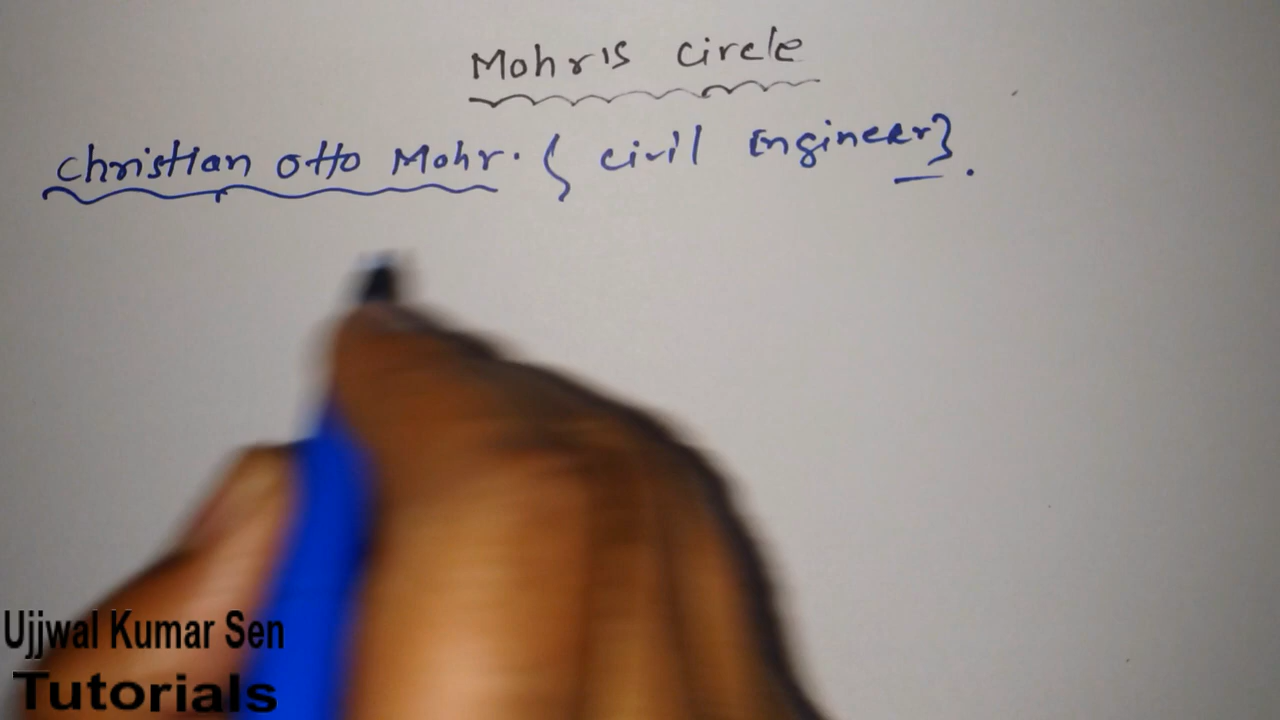 Mohr's circle
christian otto Mohr. { civil Engineer}.
Ujjwal Kumar Sen
Tutorials